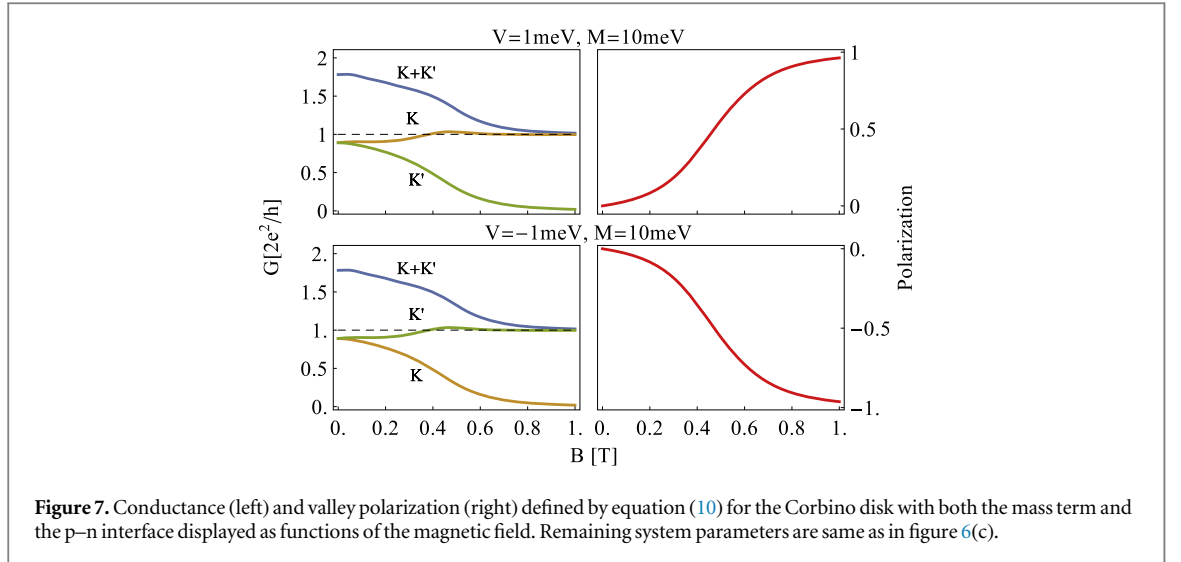 V=1meV, M=10meV
2
1.5
1
0.5
0
K+K'
K
K'
1
0.5
0
G[2e²/h]
Polarization
V=−1meV, M=10meV
2.
1.5
1.
0.5
0.
K+K'
K'
K
0.
−0.5
−1.
0. 0.2 0.4 0.6 0.8 1. 0. 0.2 0.4 0.6 0.8 1.
B [T]
Figure 7. Conductance (left) and valley polarization (right) defined by equation (10) for the Corbino disk with both the mass term and
the p–n interface displayed as functions of the magnetic field. Remaining system parameters are same as in figure 6(c).